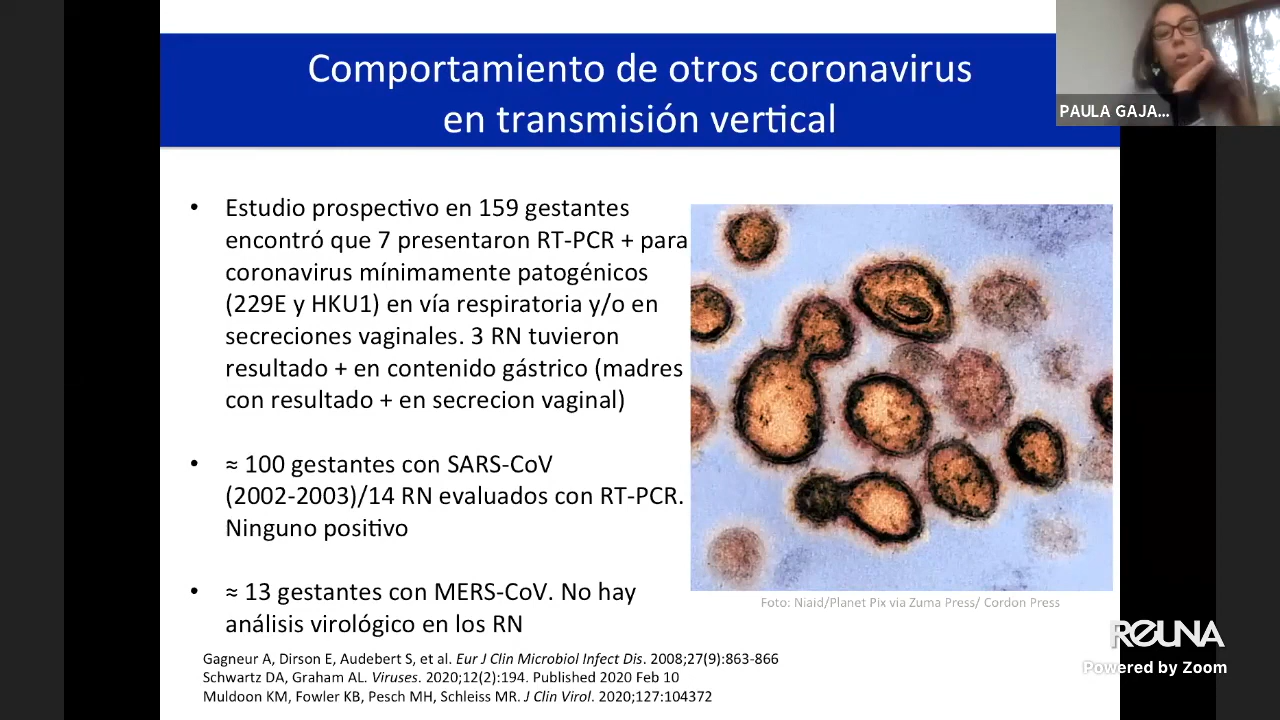 Comportamiento de otros coronavirus
en transmisión vertical
PAULA GAJA...
• Estudio prospectivo en 159 gestantes
encontró que 7 presentaron RT-PCR + para
coronavirus mínimamente patogénicos
(229E y HKU1) en vía respiratoria y/o en
secreciones vaginales. 3 RN tuvieron
resultado + en contenido gástrico (madres
con resultado + en secrecion vaginal)
• ≈ 100 gestantes con SARS-CoV
(2002-2003)/14 RN evaluados con RT-PCR.
Ninguno positivo
• ≈ 13 gestantes con MERS-CoV. No hay
análisis virológico en los RN
Foto: Niaid/Planet Pix via Zuma Press/ Cordon Press
Gagneur A, Dirson E, Audebert S, et al. Eur J Clin Microbiol Infect Dis. 2008;27(9):863-866
Schwartz DA, Graham AL. Viruses. 2020;12(2):194. Published 2020 Feb 10
Muldoon KM, Fowler KB, Pesch MH, Schleiss MR. J Clin Virol. 2020;127:104372
REUNA
Powered by Zoom